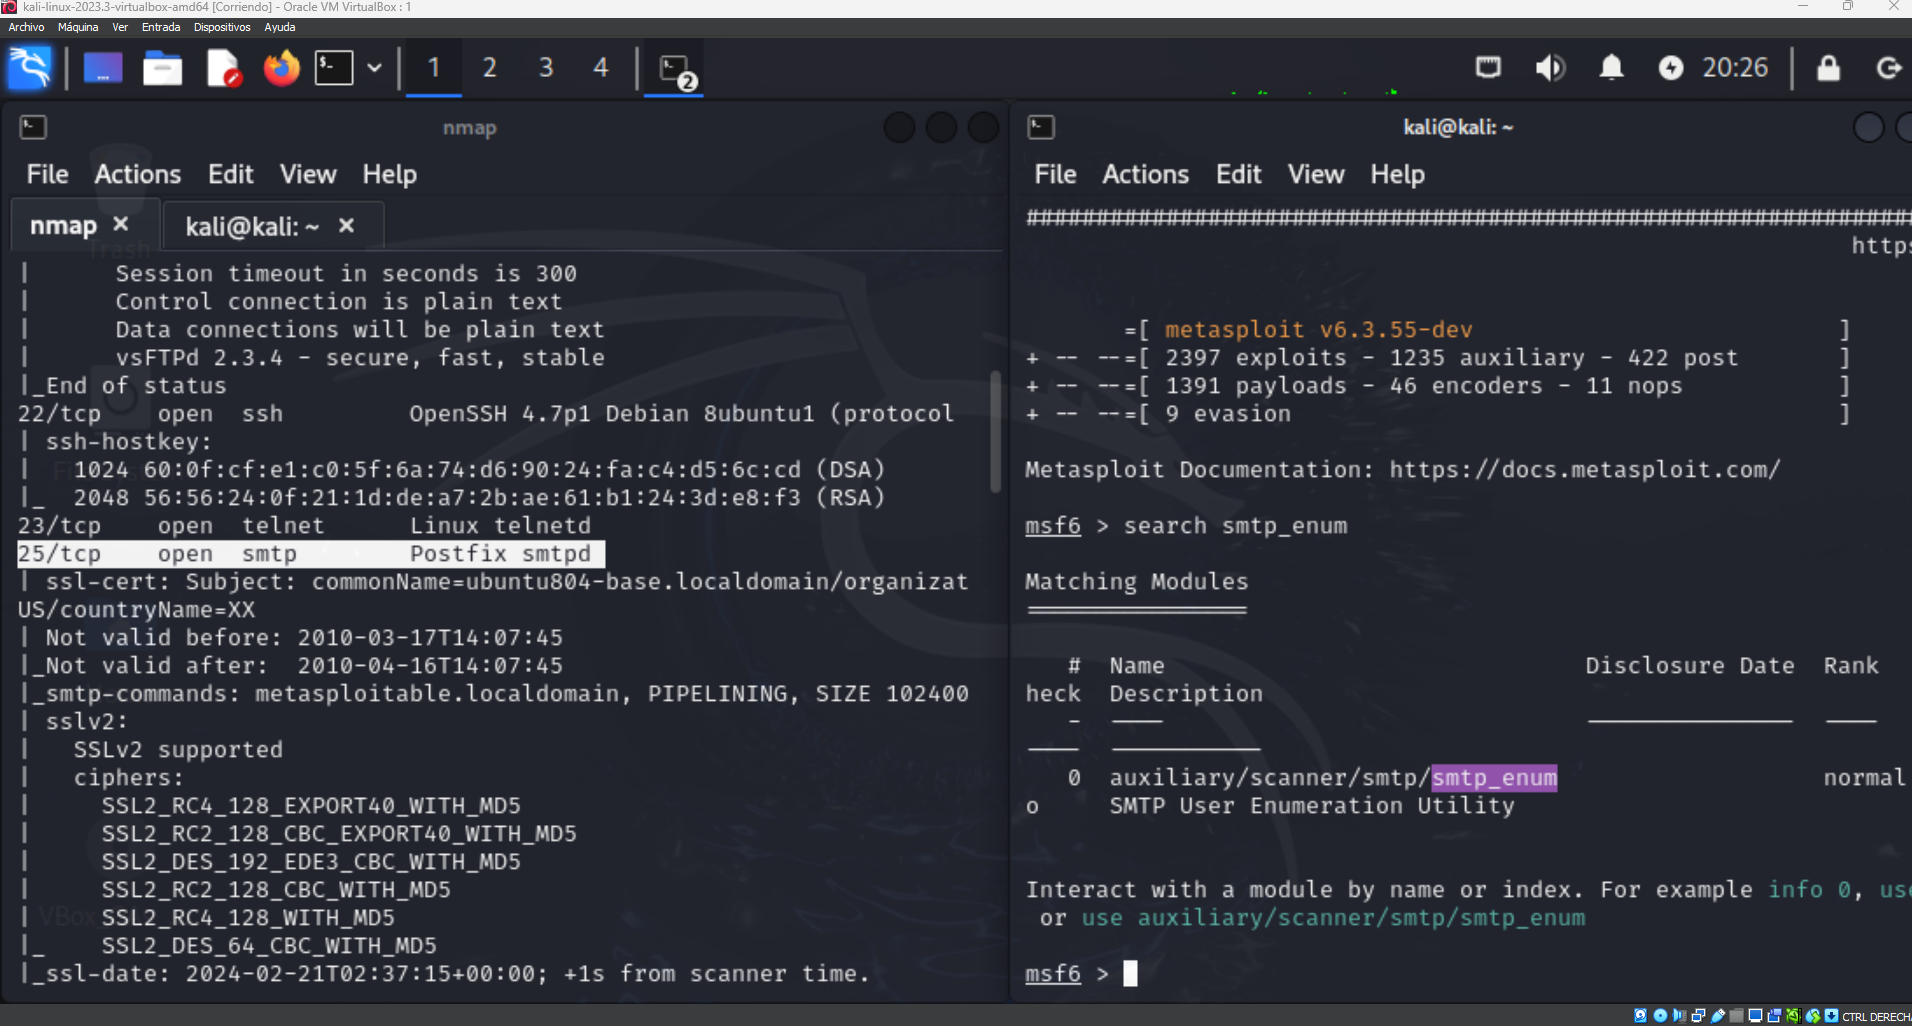 kali-linux-2023.3-virtualbox-amd64 [Corriendo] - Oracle VM VirtualBox : 1
Archivo Máquina Ver Entrada Dispositivos Ayuda
1 2 3 4 2 20:26
nmap
File Actions Edit View Help
nmap × kali@kali: ~ ×
Trash
| Session timeout in seconds is 300
| Control connection is plain text
| Data connections will be plain text
| vsFTPd 2.3.4 - secure, fast, stable
|_End of status
22/tcp open ssh OpenSSH 4.7p1 Debian 8ubuntu1 (protocol
| ssh-hostkey:
| 1024 60:0f:cf:e1:c0:5f:6a:74:d6:90:24:fa:c4:d5:6c:cd (DSA)
|_ 2048 56:56:24:0f:21:1d:de:a7:2b:ae:61:b1:24:3d:e8:f3 (RSA)
23/tcp open telnet Linux telnetd
25/tcp open smtp Postfix smtpd
| ssl-cert: Subject: commonName=ubuntu804-base.localdomain/organizat
US/countryName=XX
| Not valid before: 2010-03-17T14:07:45
|_Not valid after: 2010-04-16T14:07:45
|_smtp-commands: metasploitable.localdomain, PIPELINING, SIZE 102400
| sslv2:
| SSLv2 supported
| ciphers:
| SSL2_RC4_128_EXPORT40_WITH_MD5
| SSL2_RC2_128_CBC_EXPORT40_WITH_MD5
| SSL2_DES_192_EDE3_CBC_WITH_MD5
| SSL2_RC2_128_CBC_WITH_MD5
| SSL2_RC4_128_WITH_MD5
|_ SSL2_DES_64_CBC_WITH_MD5
|_ssl-date: 2024-02-21T02:37:15+00:00; +1s from scanner time.
kali@kali: ~
File Actions Edit View Help
###############################################################
https
=[ metasploit v6.3.55-dev ]
+ -- --=[ 2397 exploits - 1235 auxiliary - 422 post ]
+ -- --=[ 1391 payloads - 46 encoders - 11 nops ]
+ -- --=[ 9 evasion ]
Metasploit Documentation: https://docs.metasploit.com/
msf6 > search smtp_enum
Matching Modules
================
# Name Disclosure Date Rank
heck Description
- ---- --------------- ----
---- -----------
0 auxiliary/scanner/smtp/smtp_enum normal
o SMTP User Enumeration Utility
Interact with a module by name or index. For example info 0, use
or use auxiliary/scanner/smtp/smtp_enum
msf6 >
CTRL DERECHA